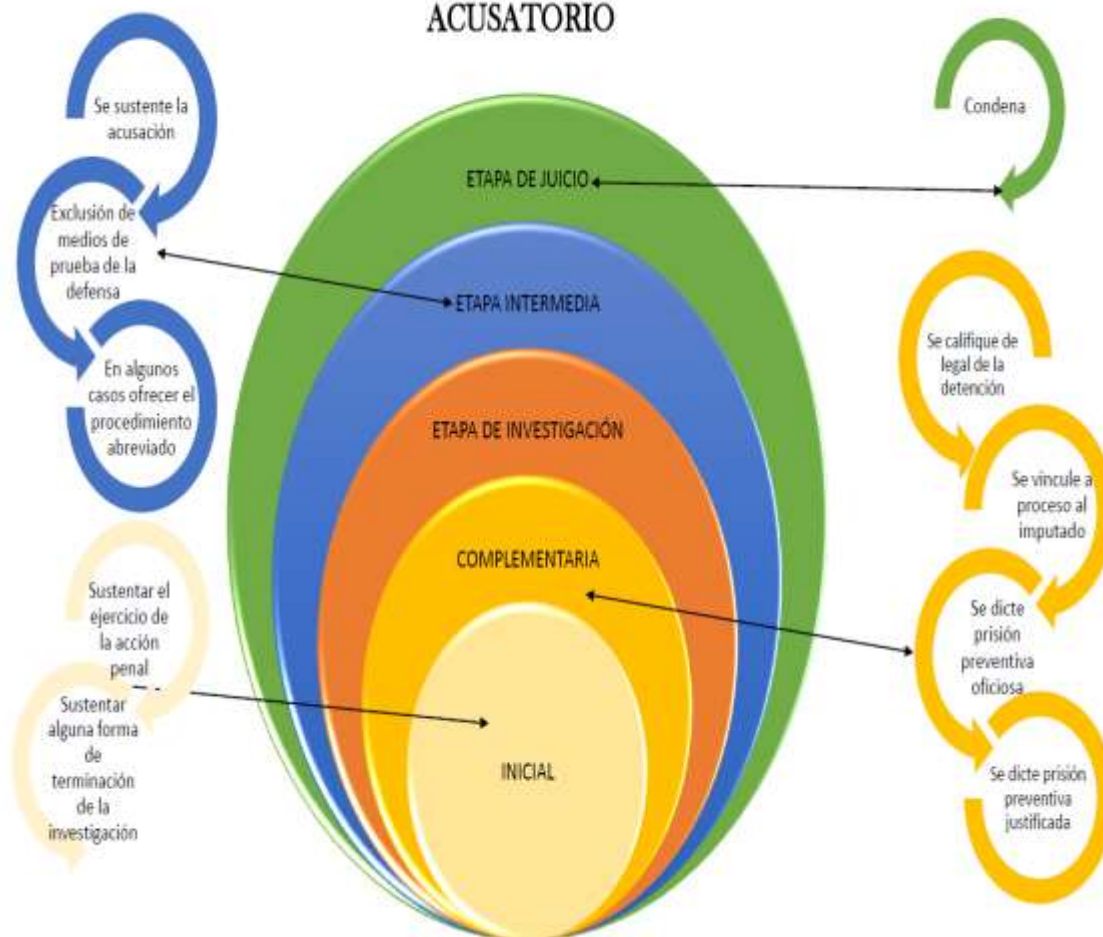 ACUSATORIO
Se sustente la
acusación
Exclusión de
medios de
prueba de la
defensa
En algunos
casos ofrecer el
procedimiento
abreviado
Sustentar el
ejercicio de
la acción
penal
Sustentar
alguna forma
de
terminación
de la
investigación
ETAPA DE JUICIO
ETAPA INTERMEDIA
ETAPA DE INVESTIGACIÓN
COMPLEMENTARIA
INICIAL
Condena
Se califique de
legal de la
detención
Se vincule a
proceso al
imputado
Se dicte
prisión
preventiva
oficiosa
Se dicte prisión
preventiva
justificada